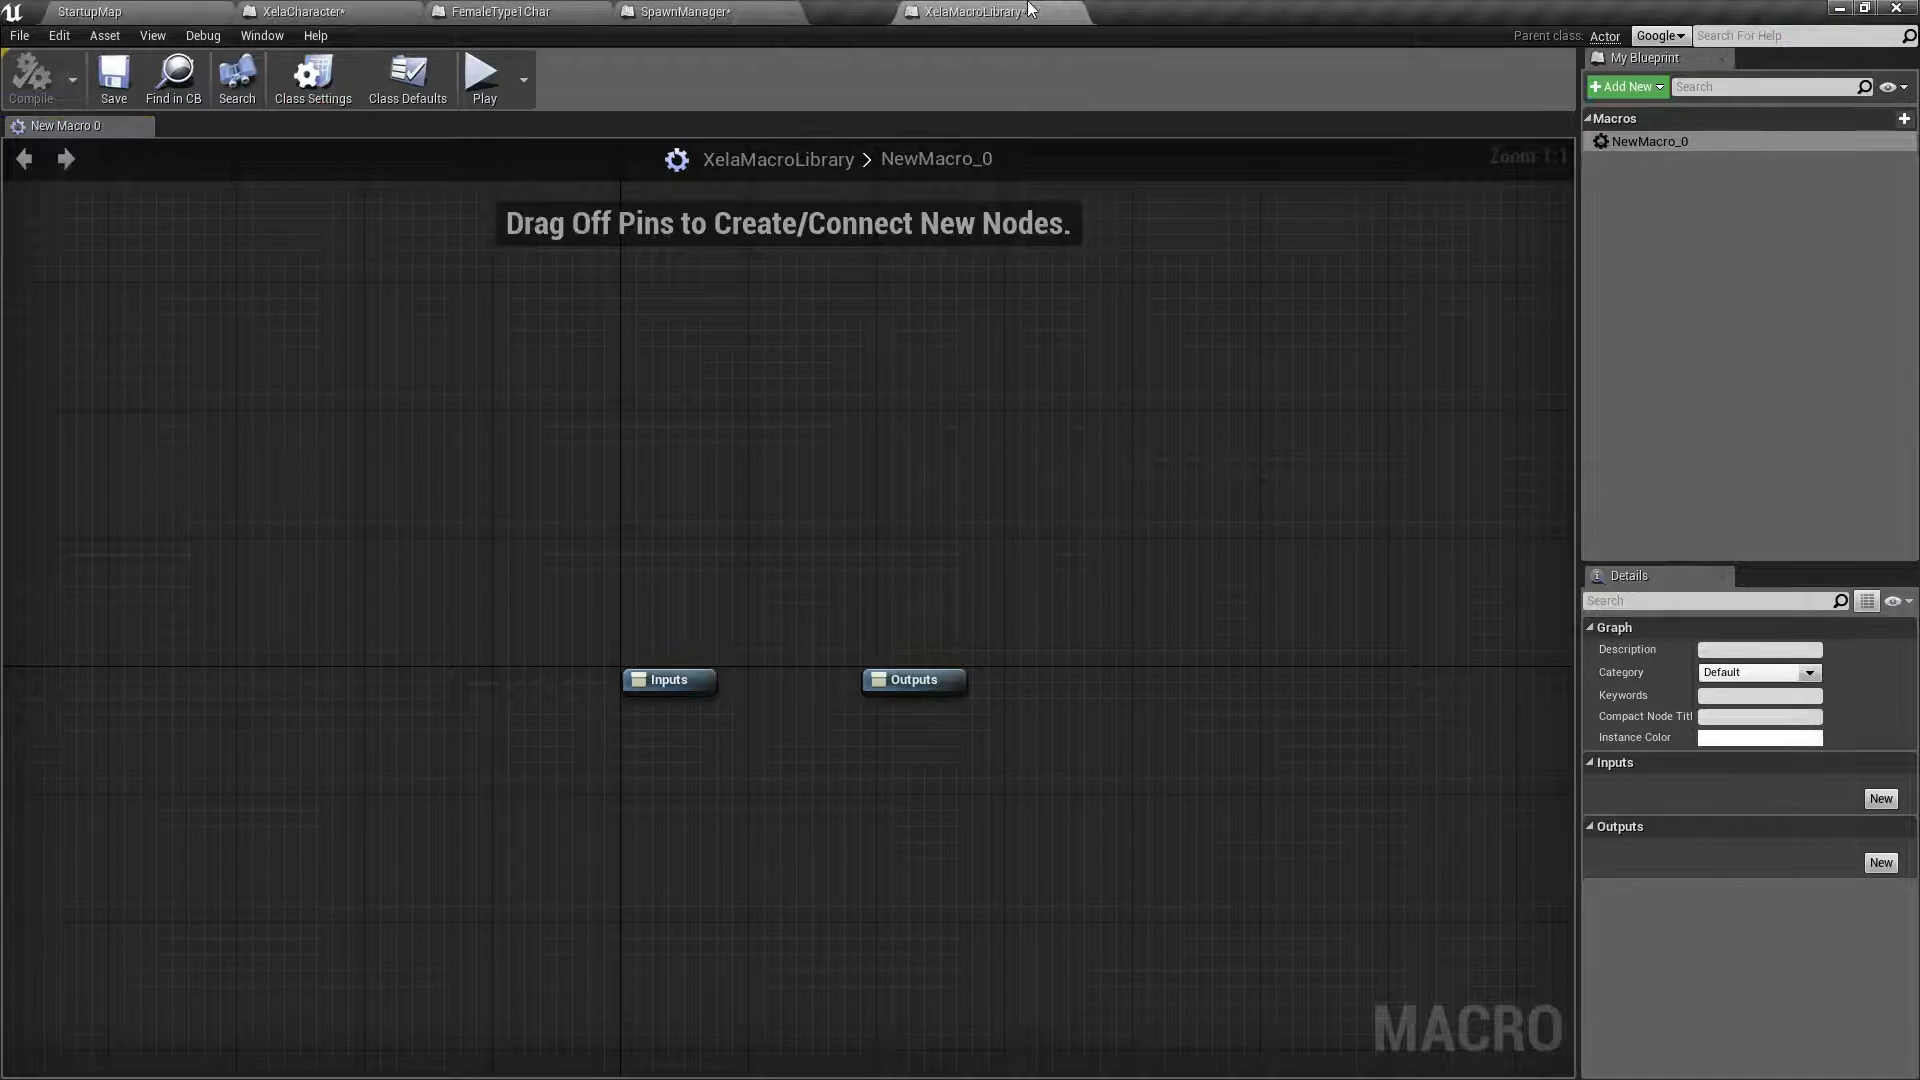 StartupMap
XelaCharacter*
FemaleType1Char
SpawnManager*
XelaMacroLibrary
File
Edit
Asset
View
Debug
Window
Help
Parent class:
Actor
Google
Search For Help
Compile
Save
Find in CB
Search
Class Settings
Class Defaults
Play
My Blueprint
Add New
Search
Macros
NewMacro_0
New Macro 0
XelaMacroLibrary > NewMacro_0
Zoom 1:1
Drag Off Pins to Create/Connect New Nodes.
Inputs
Outputs
MACRO
Details
Search
Graph
Description
Category
Default
Keywords
Compact Node Titl
Instance Color
Inputs
New
Outputs
New